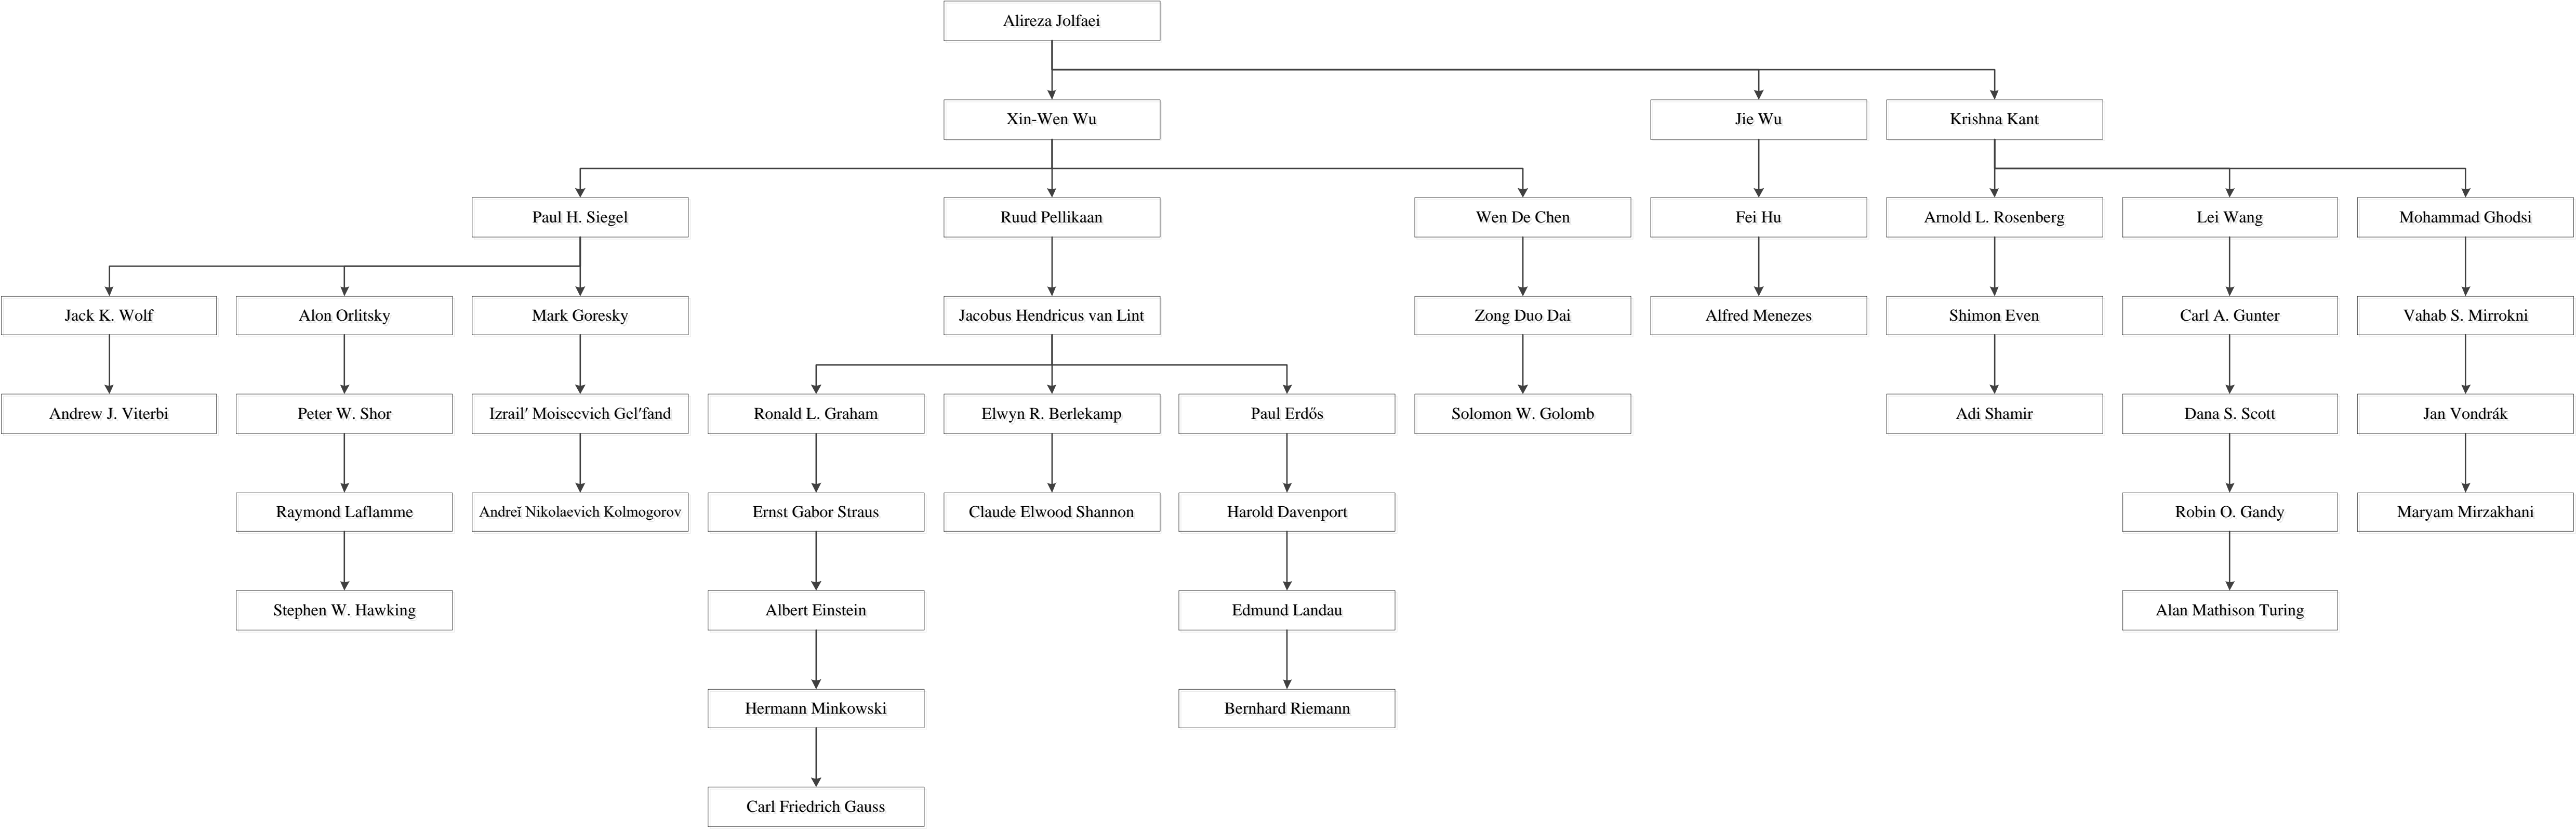 Alireza Jolfaei
Xin-Wen Wu
Jie Wu
Krishna Kant
Paul H. Siegel
Ruud Pellikaan
Wen De Chen
Fei Hu
Arnold L. Rosenberg
Lei Wang
Mohammad Ghodsi
Jack K. Wolf
Alon Orlitsky
Mark Goresky
Jacobus Hendricus van Lint
Zong Duo Dai
Alfred Menezes
Shimon Even
Carl A. Gunter
Vahab S. Mirrokni
Andrew J. Viterbi
Peter W. Shor
Izrail′ Moiseevich Gel′fand
Ronald L. Graham
Elwyn R. Berlekamp
Paul Erdős
Solomon W. Golomb
Adi Shamir
Dana S. Scott
Jan Vondrák
Raymond Laflamme
Andreĭ Nikolaevich Kolmogorov
Ernst Gabor Straus
Claude Elwood Shannon
Harold Davenport
Robin O. Gandy
Maryam Mirzakhani
Stephen W. Hawking
Albert Einstein
Edmund Landau
Alan Mathison Turing
Hermann Minkowski
Bernhard Riemann
Carl Friedrich Gauss